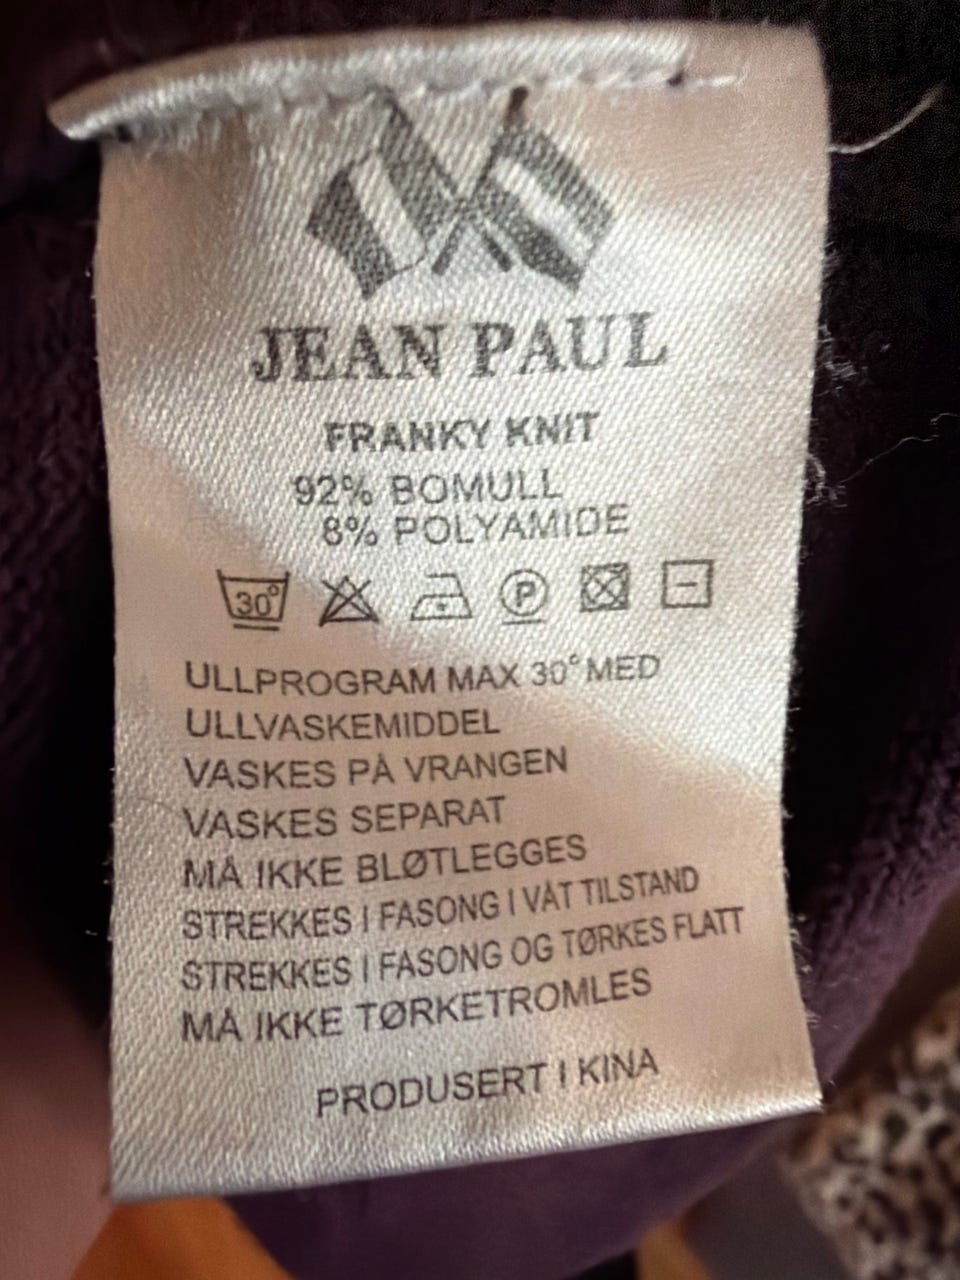 JEAN PAUL
FRANKY KNIT
92% BOMULL
8% POLYAMIDE
30° P
ULLPROGRAM MAX 30° MED
ULLVASKEMIDDEL
VASKES PÅ VRANGEN
VASKES SEPARAT
MÅ IKKE BLØTLEGGES
STREKKES I FASONG I VÅT TILSTAND
STREKKES I FASONG OG TØRKES FLATT
MÅ IKKE TØRKETROMLES
PRODUSERT I KINA